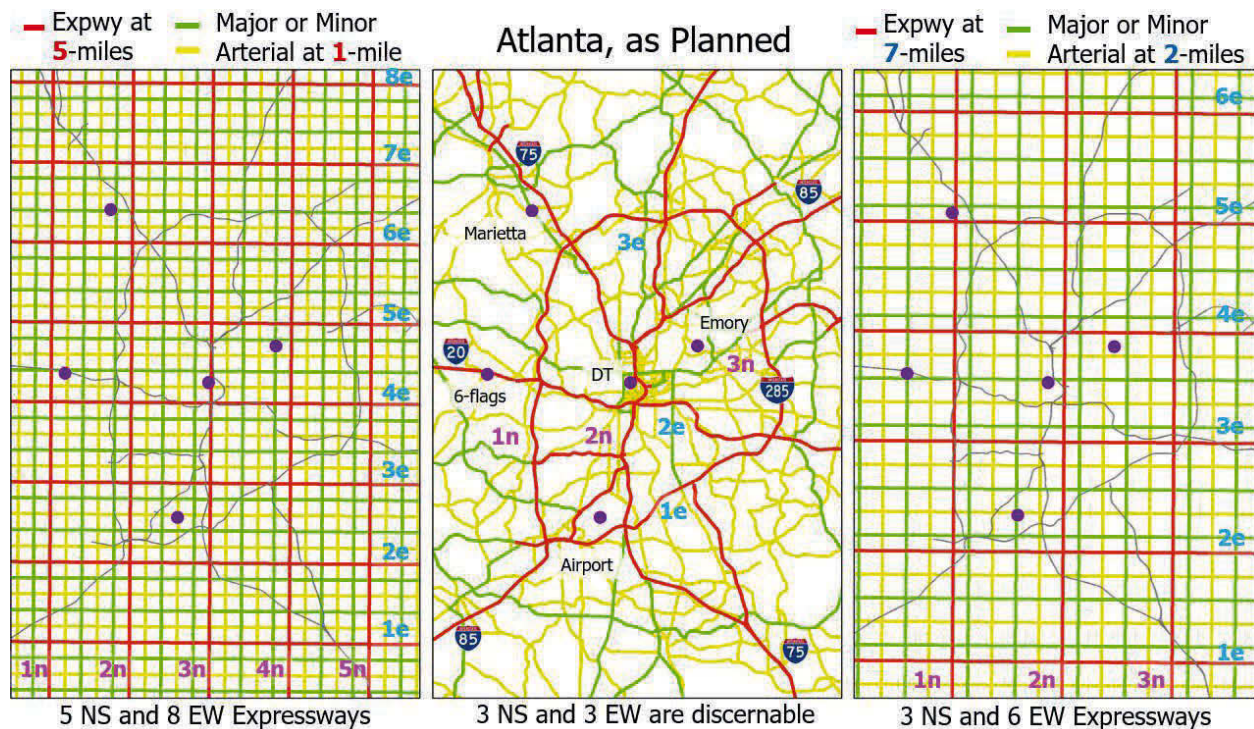 Expwy at
5-miles
Major or Minor
Arterial at 1-mile
Atlanta, as Planned
Expwy at
7-miles
Major or Minor
Arterial at 2-miles
8e
7e
6e
5e
4e
3e
2e
1e
1n
2n
3n
4n
5n
5 NS and 8 EW Expressways
75
85
Marietta
3e
Emory
20
DT
3n
6-flags
285
1n
2n
2e
1e
Airport
85
75
3 NS and 3 EW are discernable
6e
5e
4e
3e
2e
1e
1n
2n
3n
3 NS and 6 EW Expressways